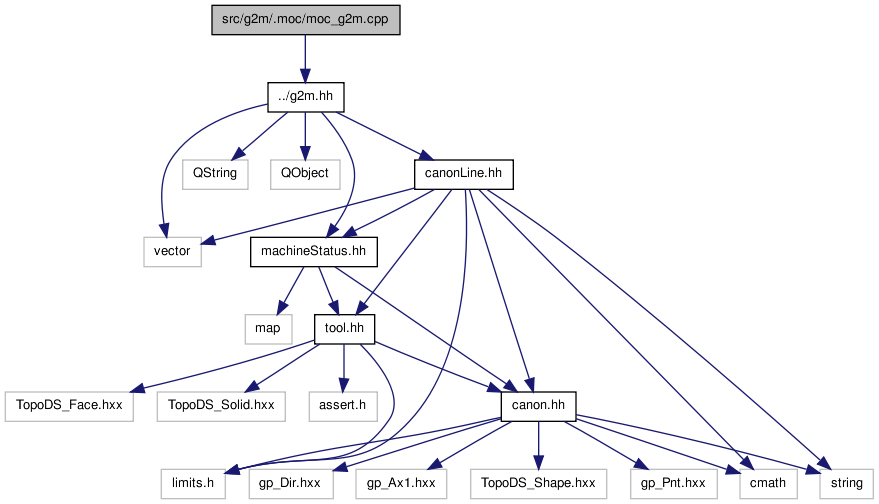 src/g2m/.moc/moc_g2m.cpp
../g2m.hh
QString
QObject
canonLine.hh
vector
machineStatus.hh
map
tool.hh
TopoDS_Face.hxx
TopoDS_Solid.hxx
assert.h
canon.hh
limits.h
gp_Dir.hxx
gp_Ax1.hxx
TopoDS_Shape.hxx
gp_Pnt.hxx
cmath
string